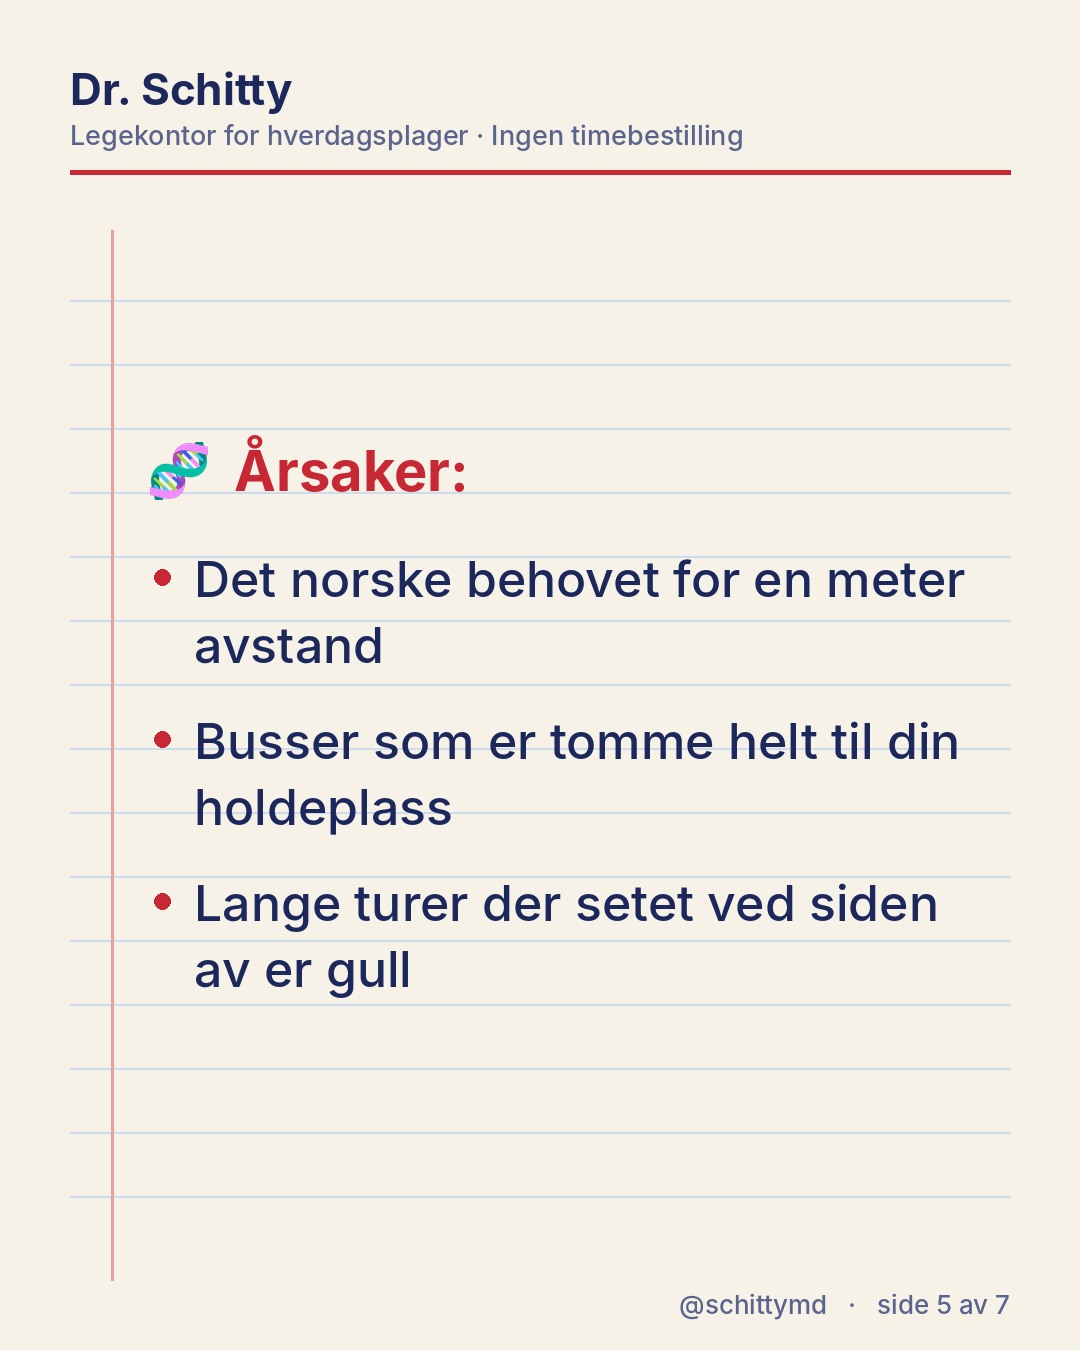 Dr. Schitty
Legekontor for hverdagsplager · Ingen timebestilling
🧬 Årsaker:
• Det norske behovet for en meter
avstand
• Busser som er tomme helt til din
holdeplass
• Lange turer der setet ved siden
av er gull
@schittymd · side 5 av 7